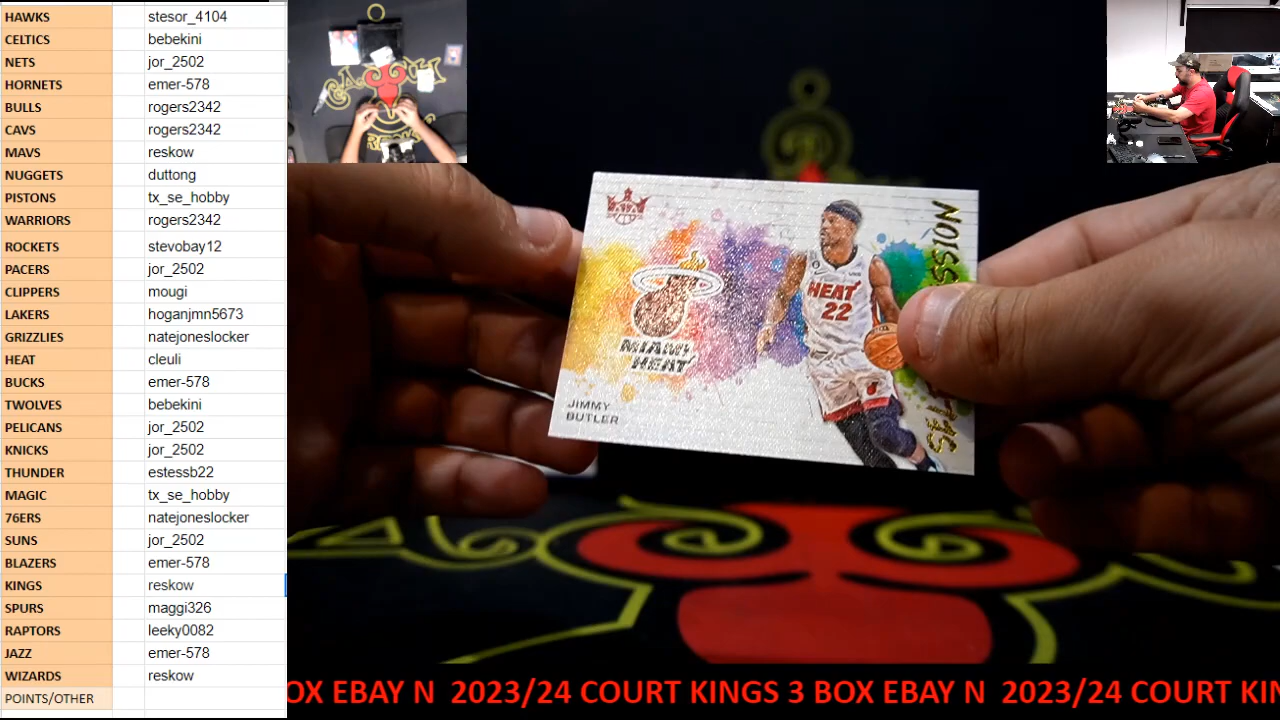 HAWKS stesor_4104
CELTICS bebekini
NETS jor_2502
HORNETS emer-578
BULLS rogers2342
CAVS rogers2342
MAVS reskow
NUGGETS duttong
PISTONS tx_se_hobby
WARRIORS rogers2342
ROCKETS stevobay12
PACERS jor_2502
CLIPPERS mougi
LAKERS hoganjmn5673
GRIZZLIES natejoneslocker
HEAT cleuli
BUCKS emer-578
TWOLVES bebekini
PELICANS jor_2502
KNICKS jor_2502
THUNDER estessb22
MAGIC tx_se_hobby
76ERS natejoneslocker
SUNS jor_2502
BLAZERS emer-578
KINGS reskow
SPURS maggi326
RAPTORS leeky0082
JAZZ emer-578
WIZARDS reskow
POINTS/OTHER
MIAMI
HEAT
JIMMY
BUTLER
HEAT
22
OX EBAY N 2023/24 COURT KINGS 3 BOX EBAY N 2023/24 COURT KIN